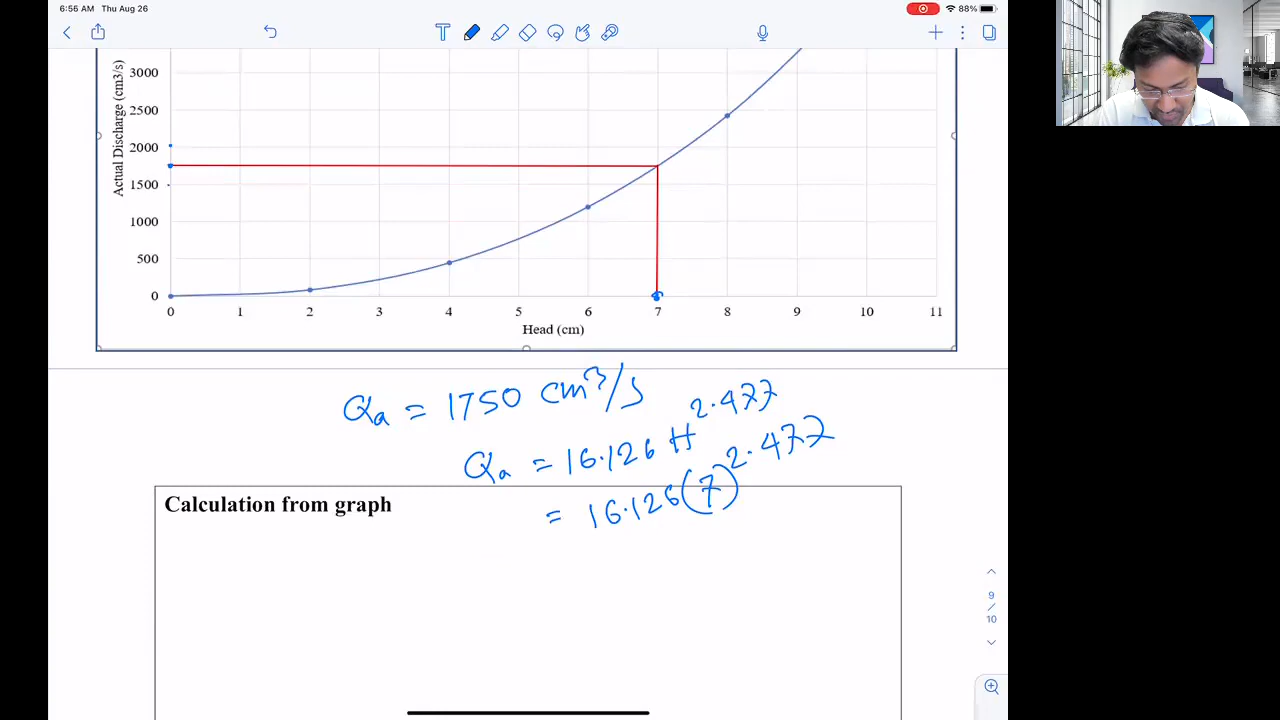 6:56 AM Thu Aug 26
88%
T
3000
2500
2000
1500
1000
500
0
Actual Discharge (cm3/s)
0 1 2 3 4 5 6 7 8 9 10 11
Head (cm)
Qa = 1750 cm³/s
Qa = 16.126 H^2.477
= 16.126(7)^2.477
Calculation from graph
9
/
10